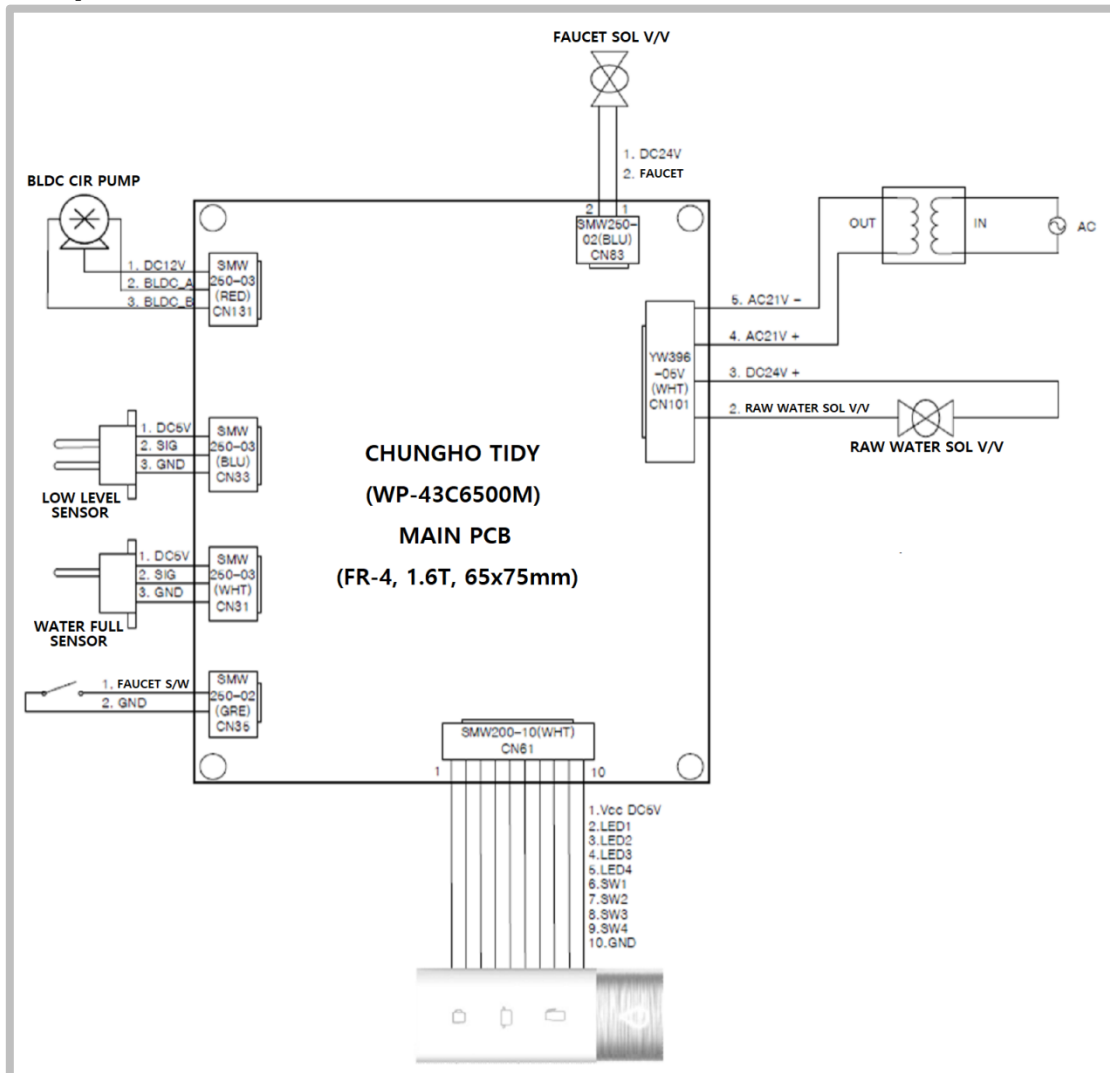 FAUCET SOL V/V
1. DC24V
2. FAUCET
BLDC CIR PUMP
2 1
SMW250-
02(BLU)
CN83
OUT
IN
AC
1. DC12V
2. BLDC_A
3. BLDC_B
SMW
250-03
(RED)
CN131
5. AC21V -
4. AC21V +
3. DC24V +
2. RAW WATER SOL V/V
YW396
-05V
(WHT)
CN101
RAW WATER SOL V/V
1. DC5V
2. SIG
3. GND
SMW
250-03
(BLU)
CN33
LOW LEVEL
SENSOR
CHUNGHO TIDY
(WP-43C6500M)
MAIN PCB
(FR-4, 1.6T, 65x75mm)
1. DC5V
2. SIG
3. GND
SMW
250-03
(WHT)
CN31
WATER FULL
SENSOR
1. FAUCET S/W
2. GND
SMW
250-02
(GRE)
CN35
SMW200-10(WHT)
CN61
1
10
1.Vcc DC5V
2.LED1
3.LED2
4.LED3
5.LED4
6.SW1
7.SW2
8.SW3
9.SW4
10.GND